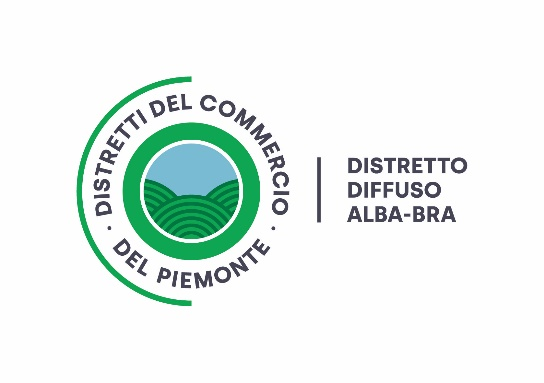 DISTRETTI DEL COMMERCIO
· DEL PIEMONTE ·
DISTRETTO
DIFFUSO
ALBA-BRA